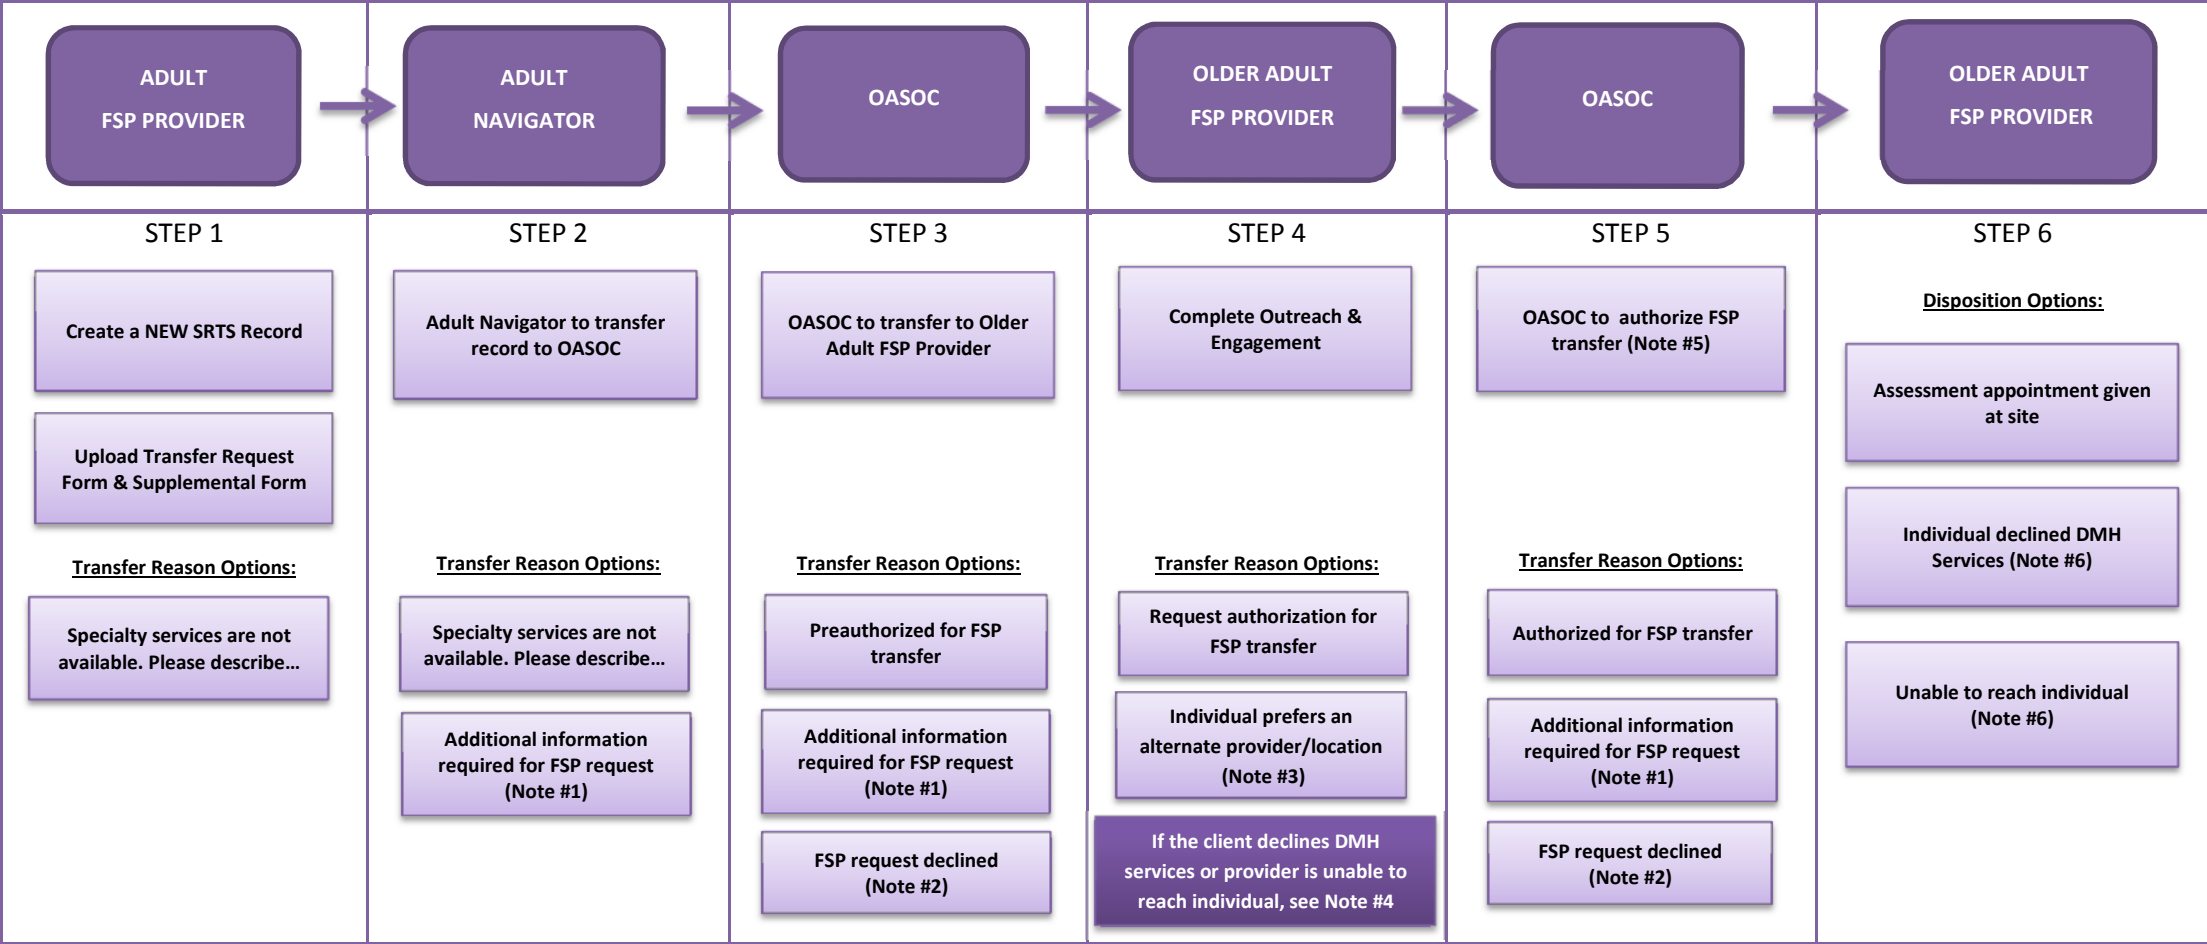 ADULT
FSP PROVIDER
ADULT
NAVIGATOR
OASOC
OLDER ADULT
FSP PROVIDER
OASOC
OLDER ADULT
FSP PROVIDER
STEP 1
Create a NEW SRTS Record
Upload Transfer Request
Form & Supplemental Form
Transfer Reason Options:
Specialty services are not
available. Please describe…
STEP 2
Adult Navigator to transfer
record to OASOC
Transfer Reason Options:
Specialty services are not
available. Please describe…
Additional information
required for FSP request
(Note #1)
STEP 3
OASOC to transfer to Older
Adult FSP Provider
Transfer Reason Options:
Preauthorized for FSP
transfer
Additional information
required for FSP request
(Note #1)
FSP request declined
(Note #2)
STEP 4
Complete Outreach &
Engagement
Transfer Reason Options:
Request authorization for
FSP transfer
Individual prefers an
alternate provider/location
(Note #3)
If the client declines DMH
services or provider is unable to
reach individual, see Note #4
STEP 5
OASOC to authorize FSP
transfer (Note #5)
Transfer Reason Options:
Authorized for FSP transfer
Additional information
required for FSP request
(Note #1)
FSP request declined
(Note #2)
STEP 6
Disposition Options:
Assessment appointment given
at site
Individual declined DMH
Services (Note #6)
Unable to reach individual
(Note #6)